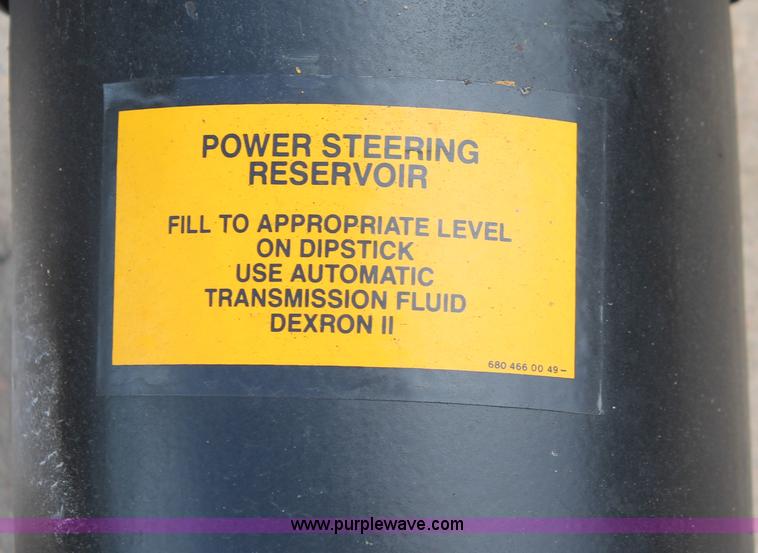 POWER STEERING
RESERVOIR
FILL TO APPROPRIATE LEVEL
ON DIPSTICK
USE AUTOMATIC
TRANSMISSION FLUID
DEXRON II
680 466 00 49-
www.purplewave.com